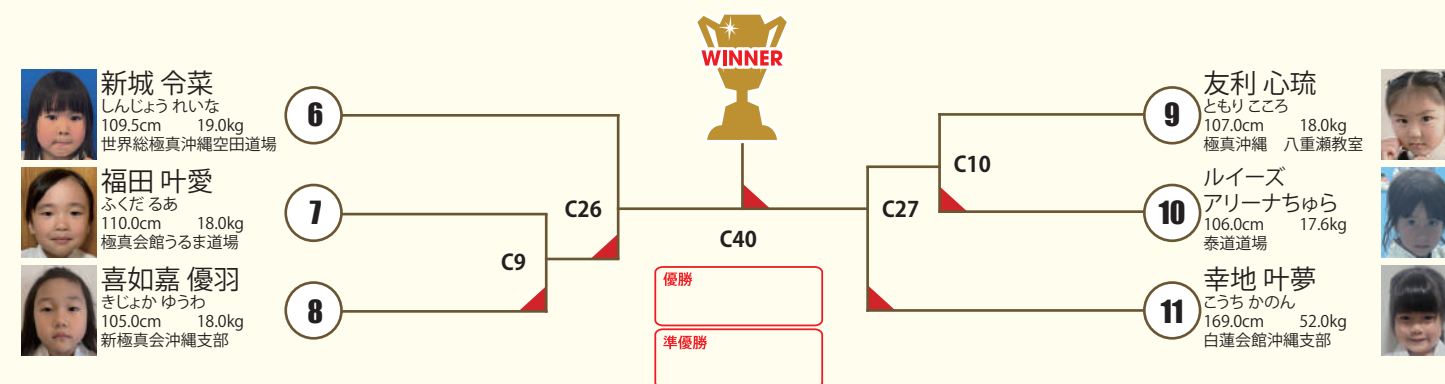 WINNER
新城 令菜
しんじょう れいな
109.5cm 19.0kg
世界総極真沖縄空田道場
6
福田 叶愛
ふくだ るあ
110.0cm 18.0kg
極真会館うるま道場
7
喜如嘉 優羽
きじょか ゆうわ
105.0cm 18.0kg
新極真会沖縄支部
8
C9
C26
C40
優勝
準優勝
C27
C10
9
友利 心琉
ともり こころ
107.0cm 18.0kg
極真沖縄 八重瀬教室
10
ルイーズ
アリーナちゅら
106.0cm 17.6kg
泰道道場
11
幸地 叶夢
こうち かのん
169.0cm 52.0kg
白蓮会館沖縄支部